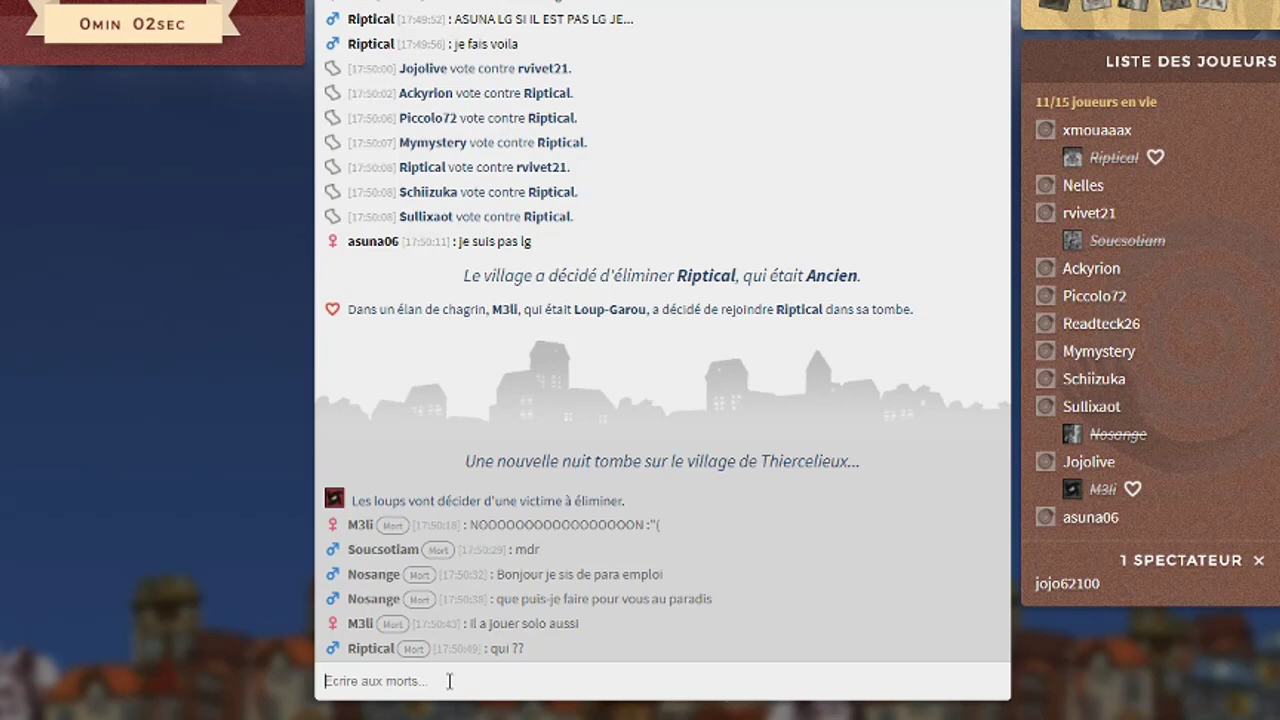 0MIN 02SEC
Riptical [17:49:52] : ASUNA LG SI IL EST PAS LG JE...
Riptical [17:49:56] : je fais voila
[17:50:00] Jojolive vote contre rvivet21.
[17:50:02] Ackyrion vote contre Riptical.
[17:50:06] Piccolo72 vote contre Riptical.
[17:50:07] Mymystery vote contre Riptical.
[17:50:08] Riptical vote contre rvivet21.
[17:50:08] Schiizuka vote contre Riptical.
[17:50:08] Sullixaot vote contre Riptical.
asuna06 [17:50:11] : je suis pas lg
Le village a décidé d'éliminer Riptical, qui était Ancien.
Dans un élan de chagrin, M3li, qui était Loup-Garou, a décidé de rejoindre Riptical dans sa tombe.
Une nouvelle nuit tombe sur le village de Thiercelieux...
Les loups vont décider d'une victime à éliminer.
M3li Mort [17:50:18] : NOOOOOOOOOOOOOOOOOON :"(
Soucsotiam Mort [17:50:29] : mdr
Nosange Mort [17:50:32] : Bonjour je sis de para emploi
Nosange Mort [17:50:38] : que puis-je faire pour vous au paradis
M3li Mort [17:50:43] : il a jouer solo aussi
Riptical Mort [17:50:49] : qui ??
Ecrire aux morts...
LISTE DES JOUEURS
11/15 joueurs en vie
xmouaaax
Riptical
Nelles
rvivet21
Soucsotiam
Ackyrion
Piccolo72
Readteck26
Mymystery
Schiizuka
Sullixaot
Nosange
Jojolive
M3li
asuna06
1 SPECTATEUR ×
jojo62100